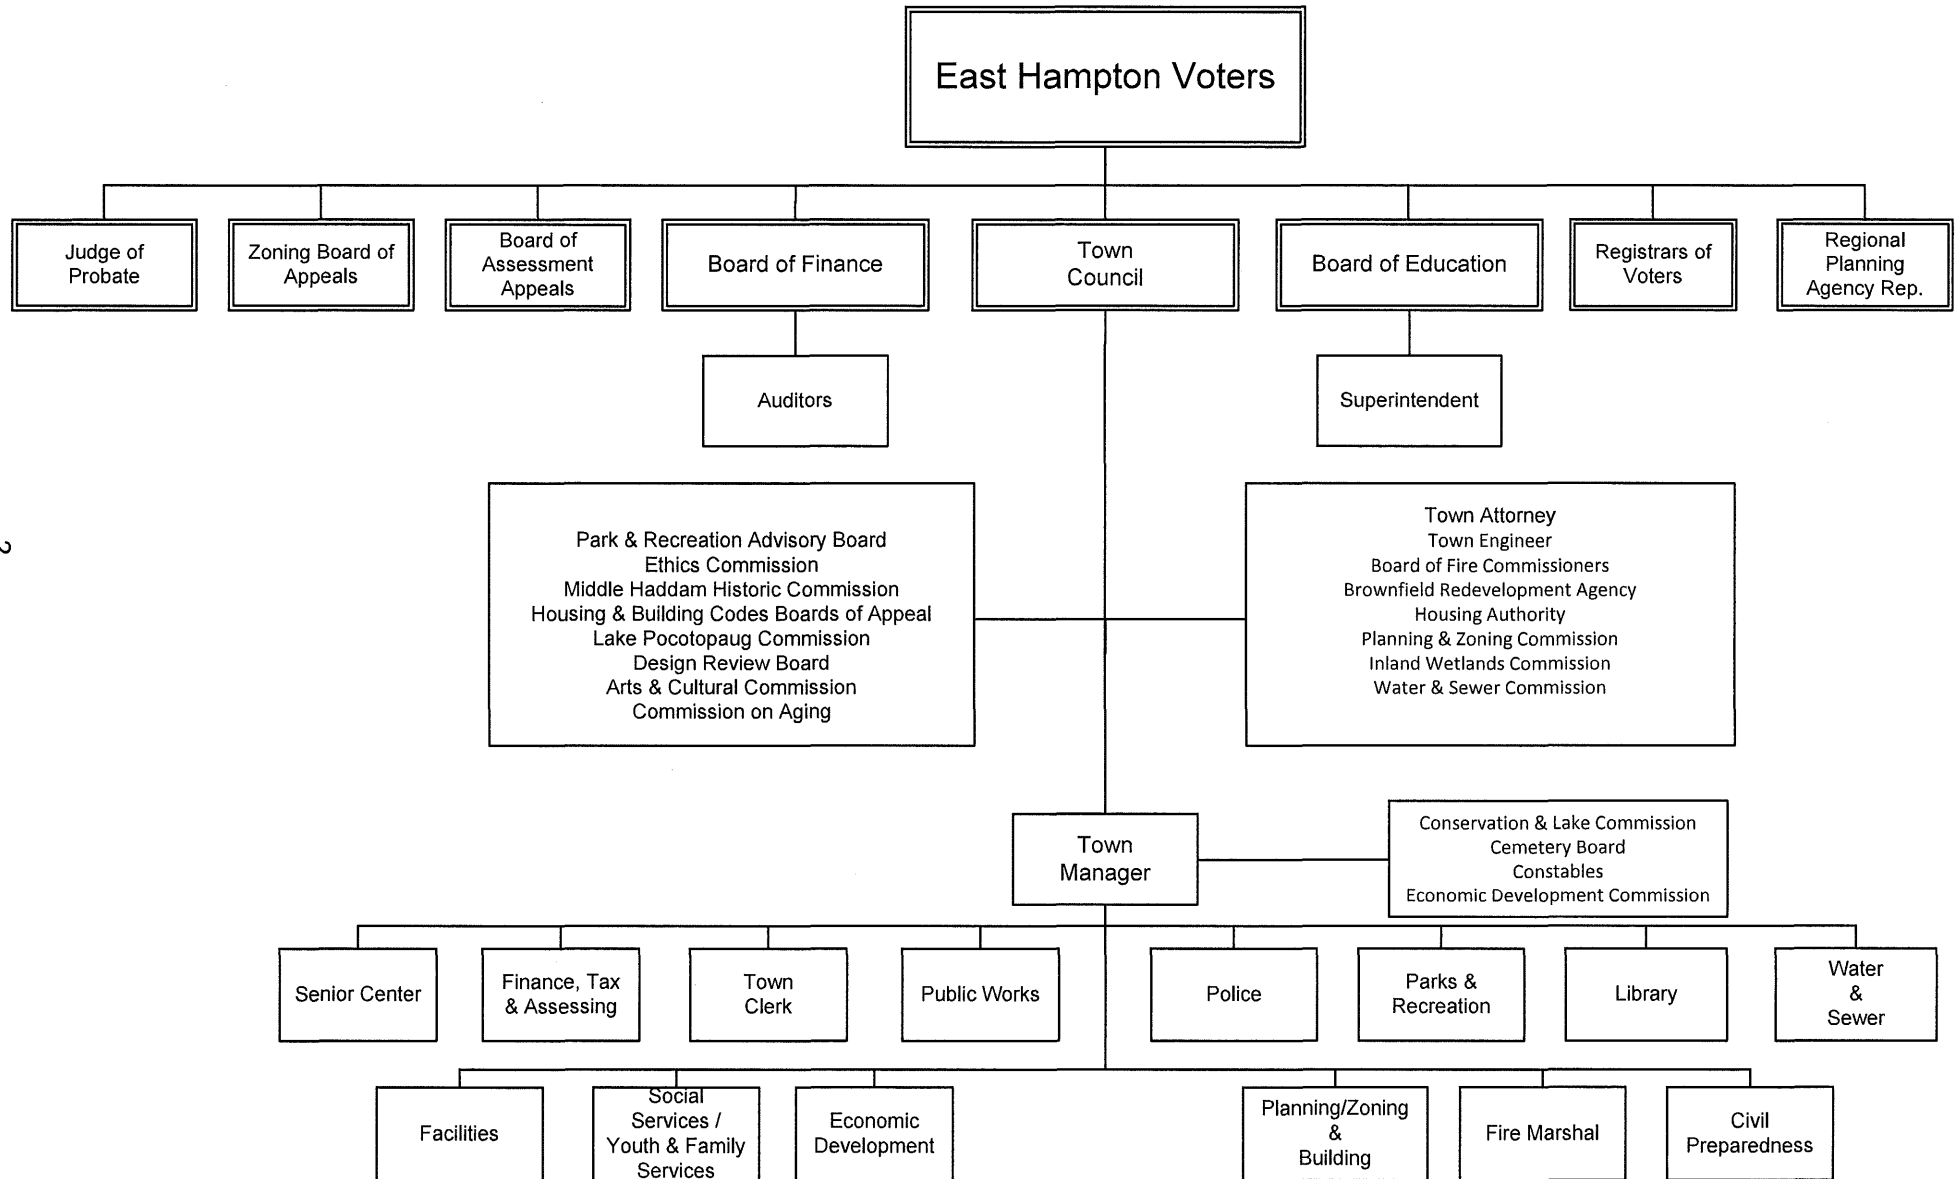 East Hampton Voters
Judge of
Probate
Zoning Board of
Appeals
Board of
Assessment
Appeals
Board of Finance
Town
Council
Board of Education
Registrars of
Voters
Regional
Planning
Agency Rep.
Auditors
Superintendent
2
Park & Recreation Advisory Board
Ethics Commission
Middle Haddam Historic Commission
Housing & Building Codes Boards of Appeal
Lake Pocotopaug Commission
Design Review Board
Arts & Cultural Commission
Commission on Aging
Town Attorney
Town Engineer
Board of Fire Commissioners
Brownfield Redevelopment Agency
Housing Authority
Planning & Zoning Commission
Inland Wetlands Commission
Water & Sewer Commission
Town
Manager
Conservation & Lake Commission
Cemetery Board
Constables
Economic Development Commission
Senior Center
Finance, Tax
& Assessing
Town
Clerk
Public Works
Police
Parks &
Recreation
Library
Water
&
Sewer
Facilities
Social
Services /
Youth & Family
Services
Economic
Development
Planning/Zoning
&
Building
Fire Marshal
Civil
Preparedness